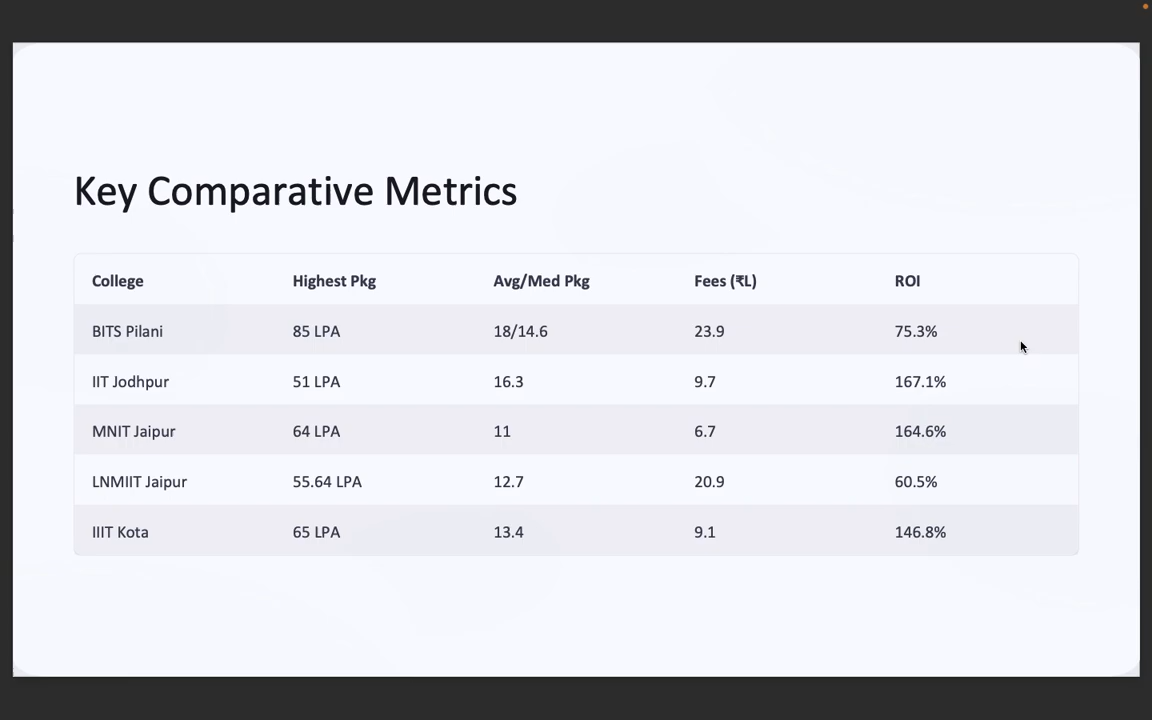 Key Comparative Metrics
College Highest Pkg Avg/Med Pkg Fees (₹L) ROI
BITS Pilani 85 LPA 18/14.6 23.9 75.3%
IIT Jodhpur 51 LPA 16.3 9.7 167.1%
MNIT Jaipur 64 LPA 11 6.7 164.6%
LNMIIT Jaipur 55.64 LPA 12.7 20.9 60.5%
IIIT Kota 65 LPA 13.4 9.1 146.8%